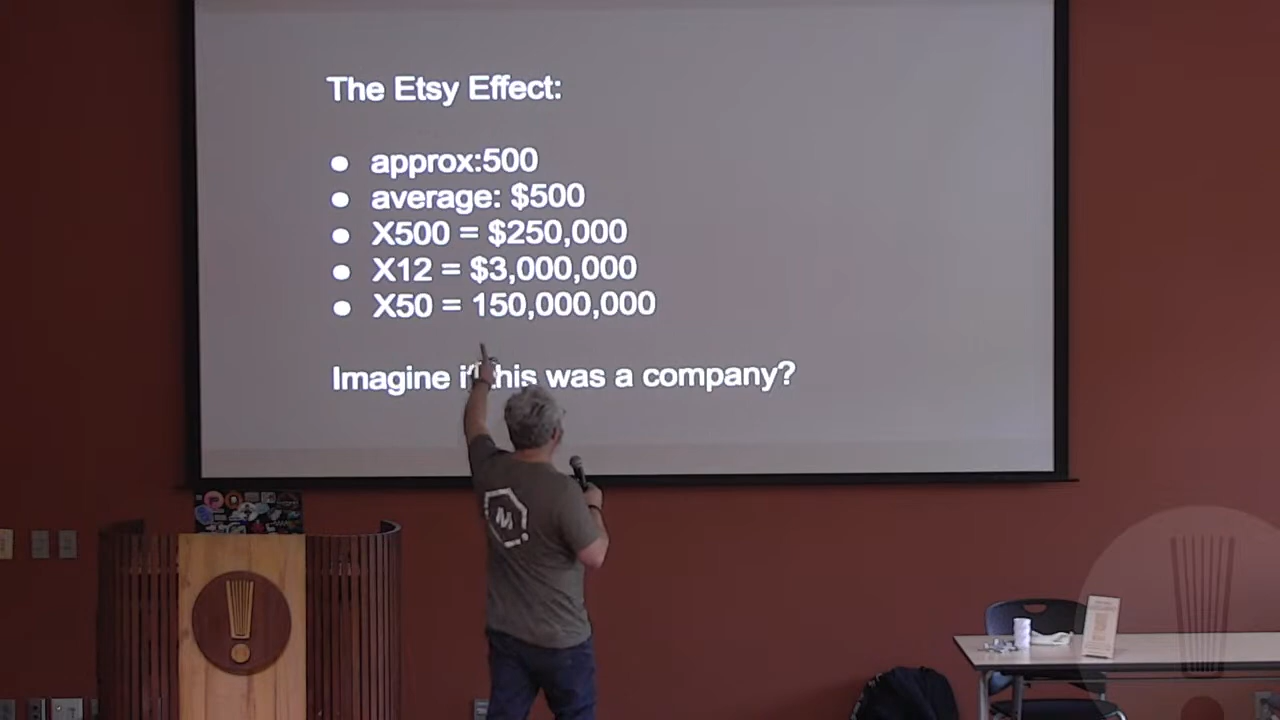 The Etsy Effect:
● approx:500
● average: $500
● X500 = $250,000
● X12 = $3,000,000
● X50 = 150,000,000
Imagine if this was a company?
M